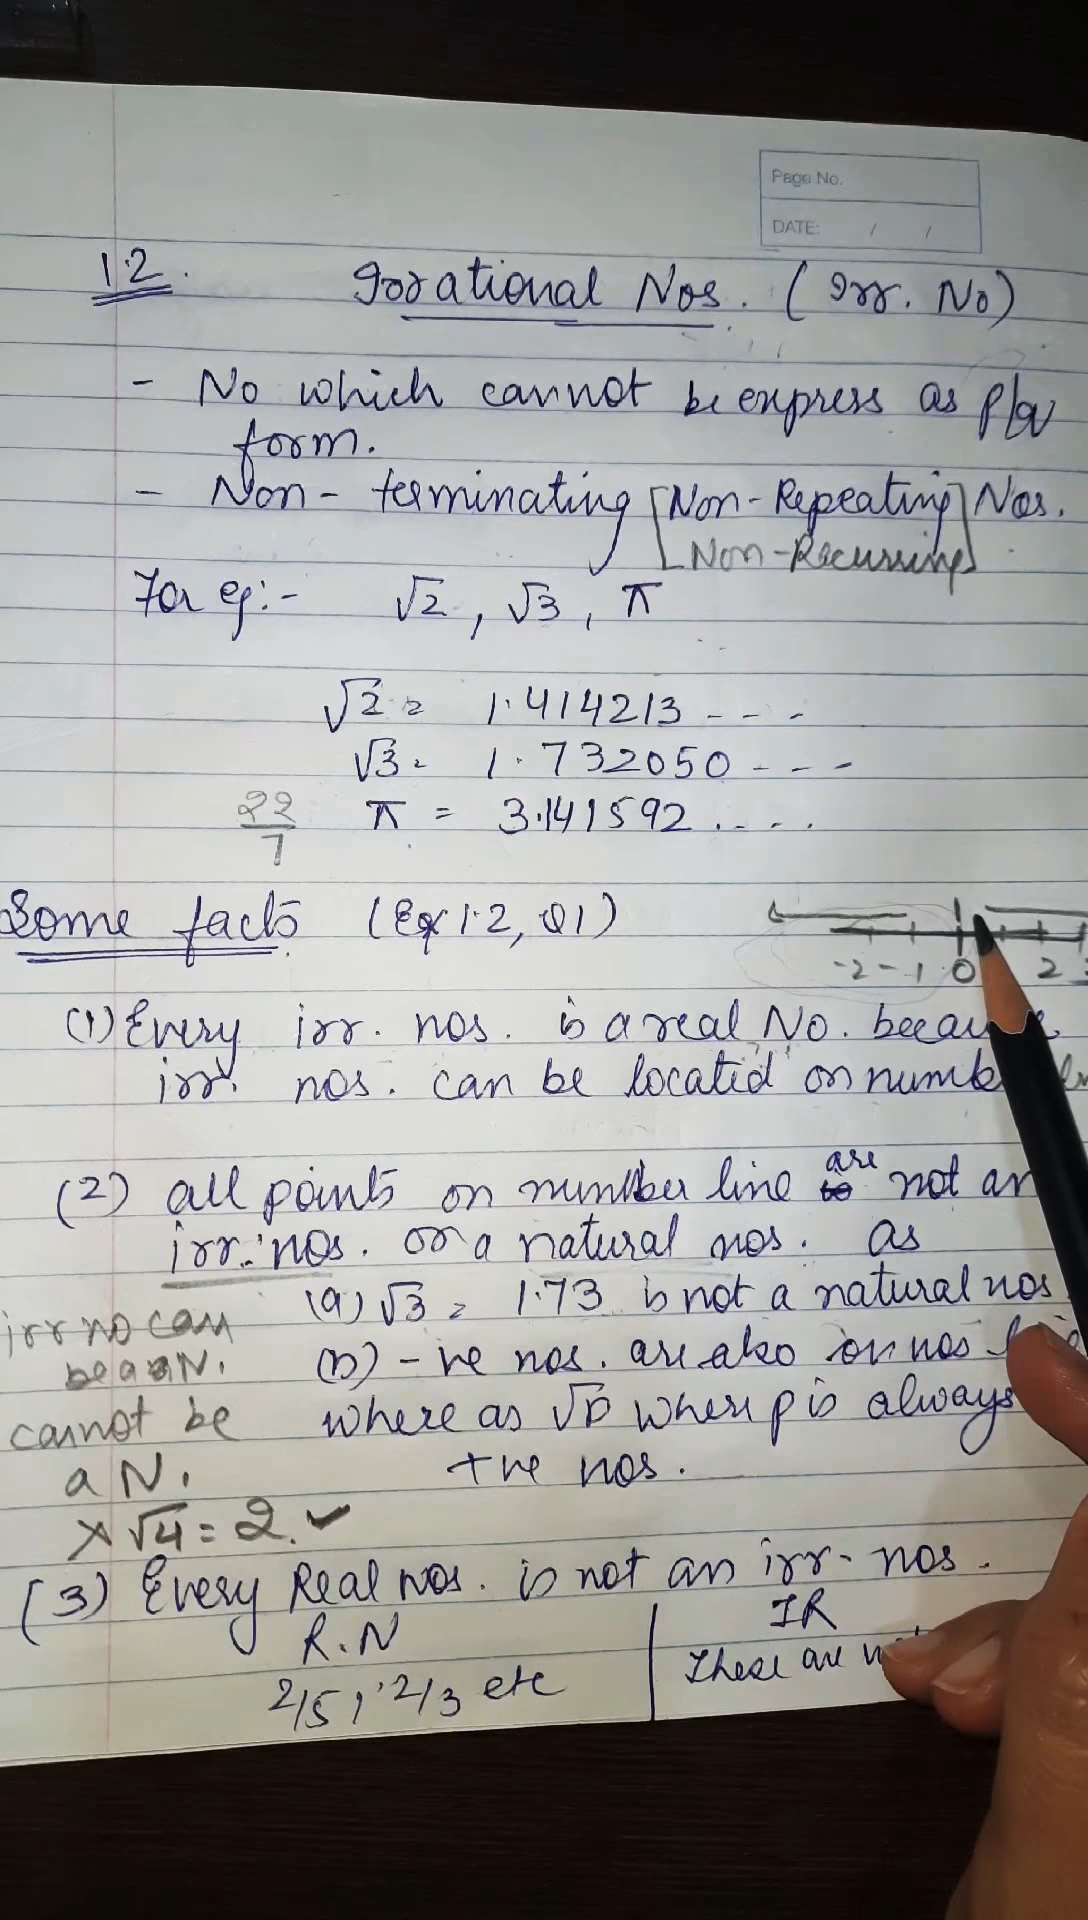 Page No.
DATE: / /
1.2. Irrational Nos. (Irr. No)
- No which cannot be express as p/q
form.
- Non-terminating [Non-Repeating] Nos.
[Non-Recurring]
For eg:- √2, √3, π
√2 = 1.414213 - - -
√3 = 1.732050 - - -
22/7 π = 3.141592 . . . .
Some facts (Ex 1.2, Q1)
-2 -1 0 2 3
(1) Every irr. nos. is a real No. because
irr. nos. can be located on
(2) all points on number line are not an
irr. nos. or a natural nos. as
(a) √3 = 1.73 is not a natural nos
irr no can
(b) -ve nos. are also on nos
be a N.
cannot be
where as √p where p is always
a N.
+ve nos.
× √4 = 2. ✓
(3) Every Real nos. is not an irr- nos.
R.N
IR
2/5, 2/3 etc
These are